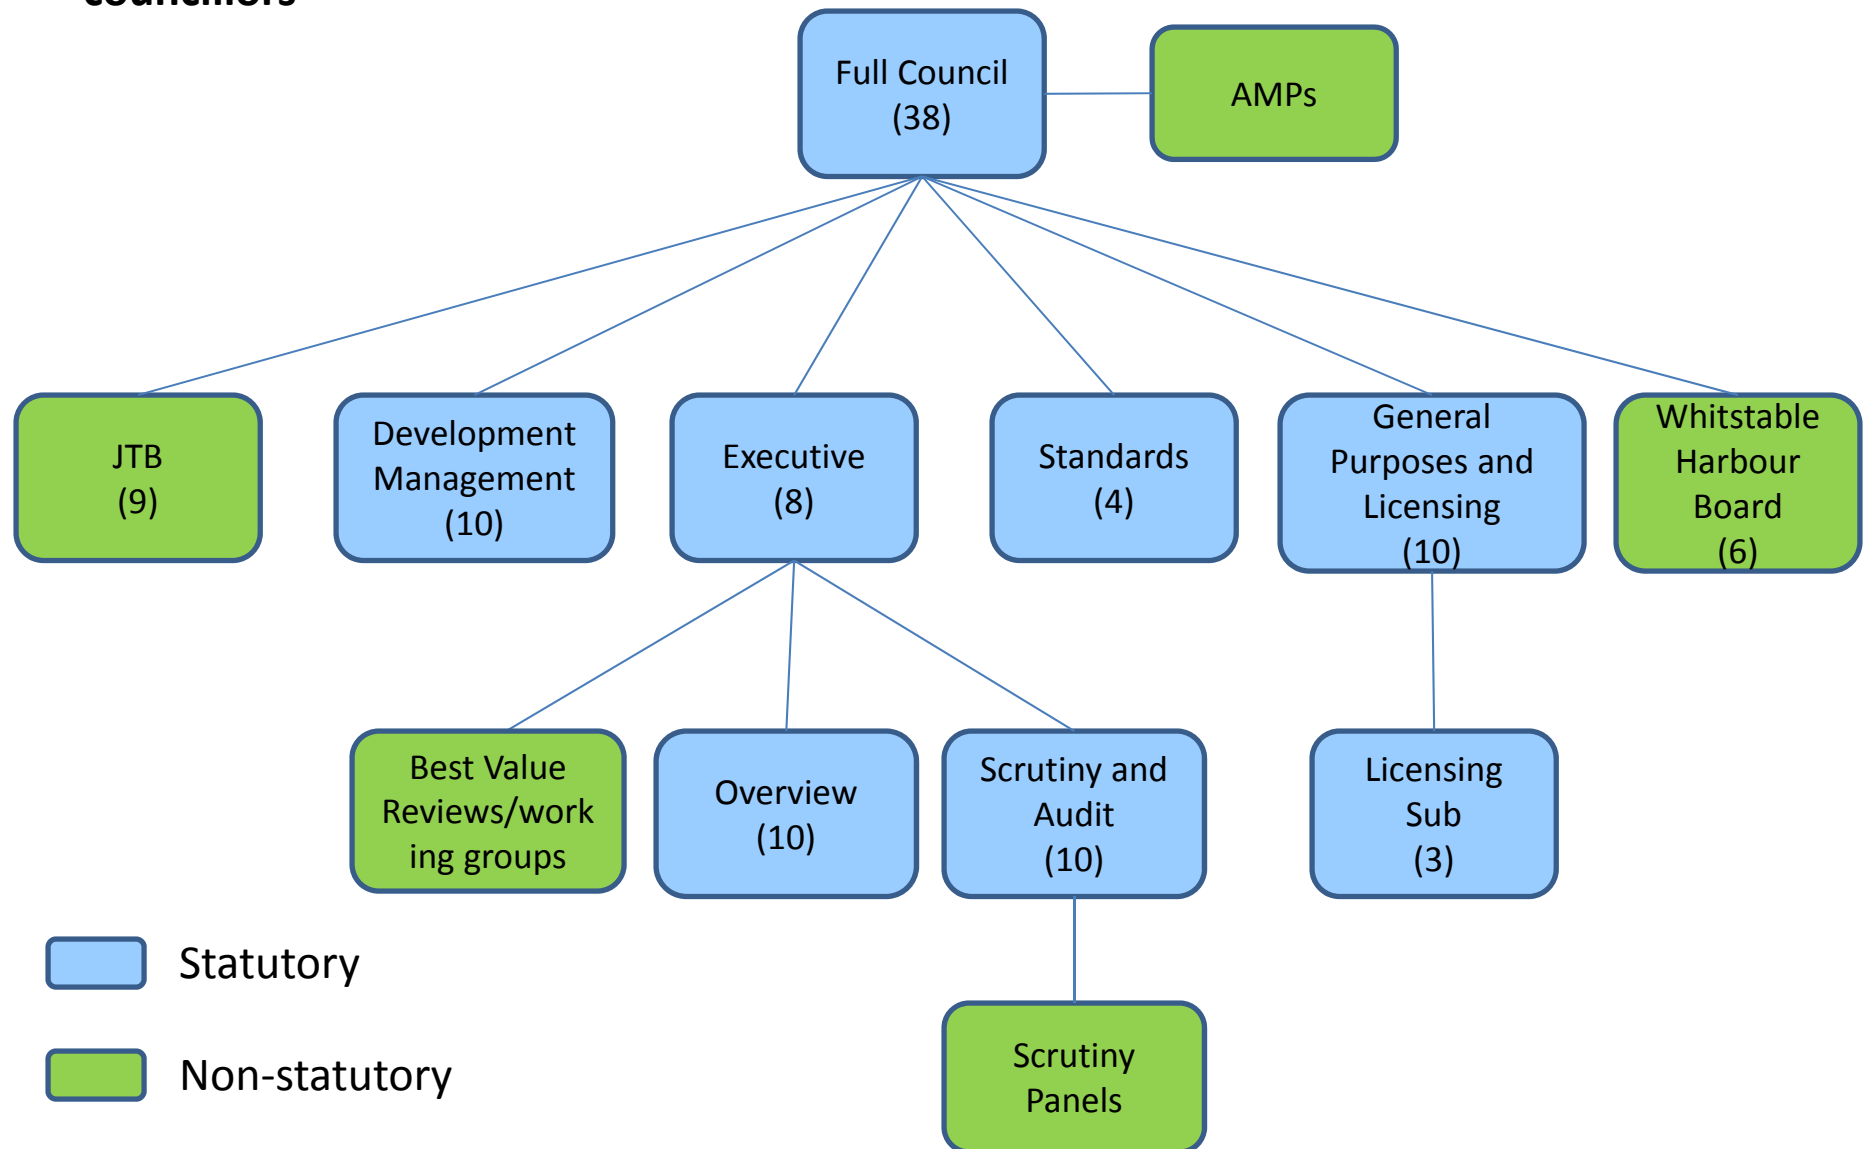 councillors
Full Council
(38)
AMPs
JTB
(9)
Development
Management
(10)
Executive
(8)
Standards
(4)
General
Purposes and
Licensing
(10)
Whitstable
Harbour
Board
(6)
Best Value
Reviews/work
ing groups
Overview
(10)
Scrutiny and
Audit
(10)
Licensing
Sub
(3)
Statutory
Non-statutory
Scrutiny
Panels